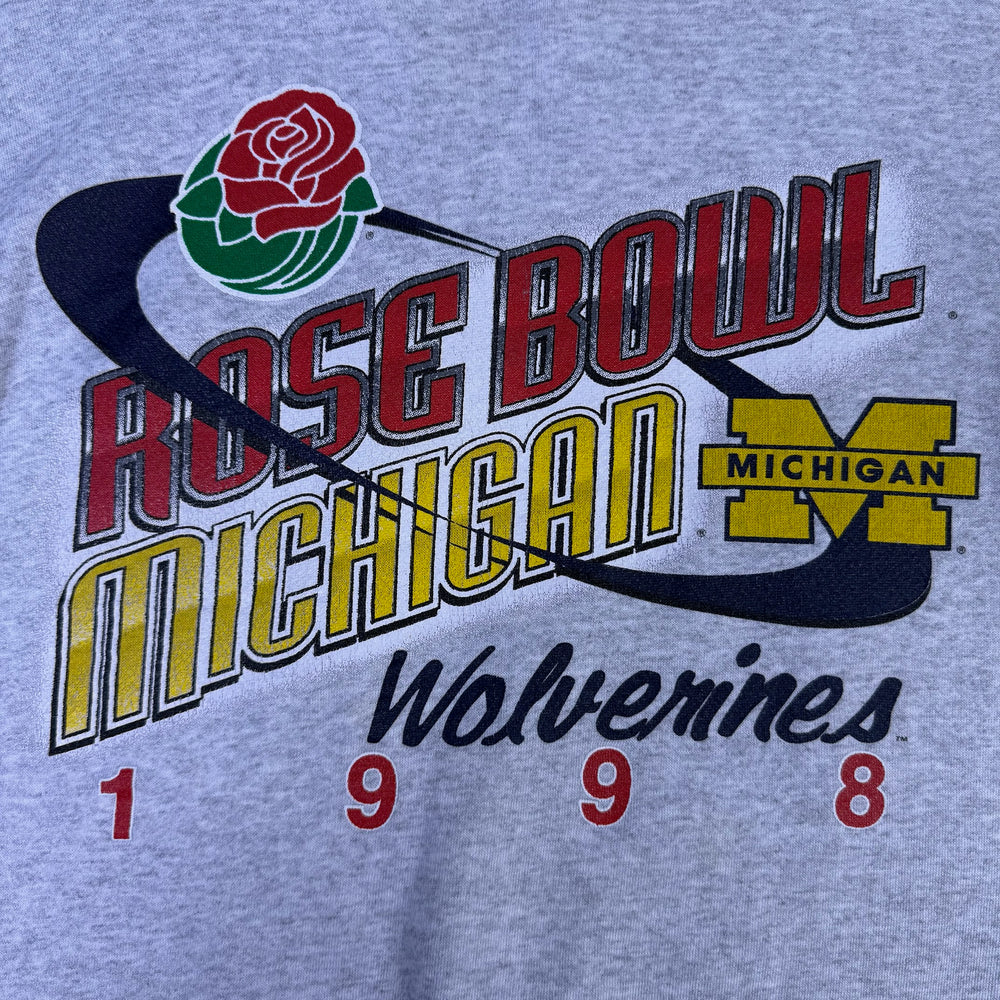 ROSE BOWL
MICHIGAN
MICHIGAN
Wolverines
1998